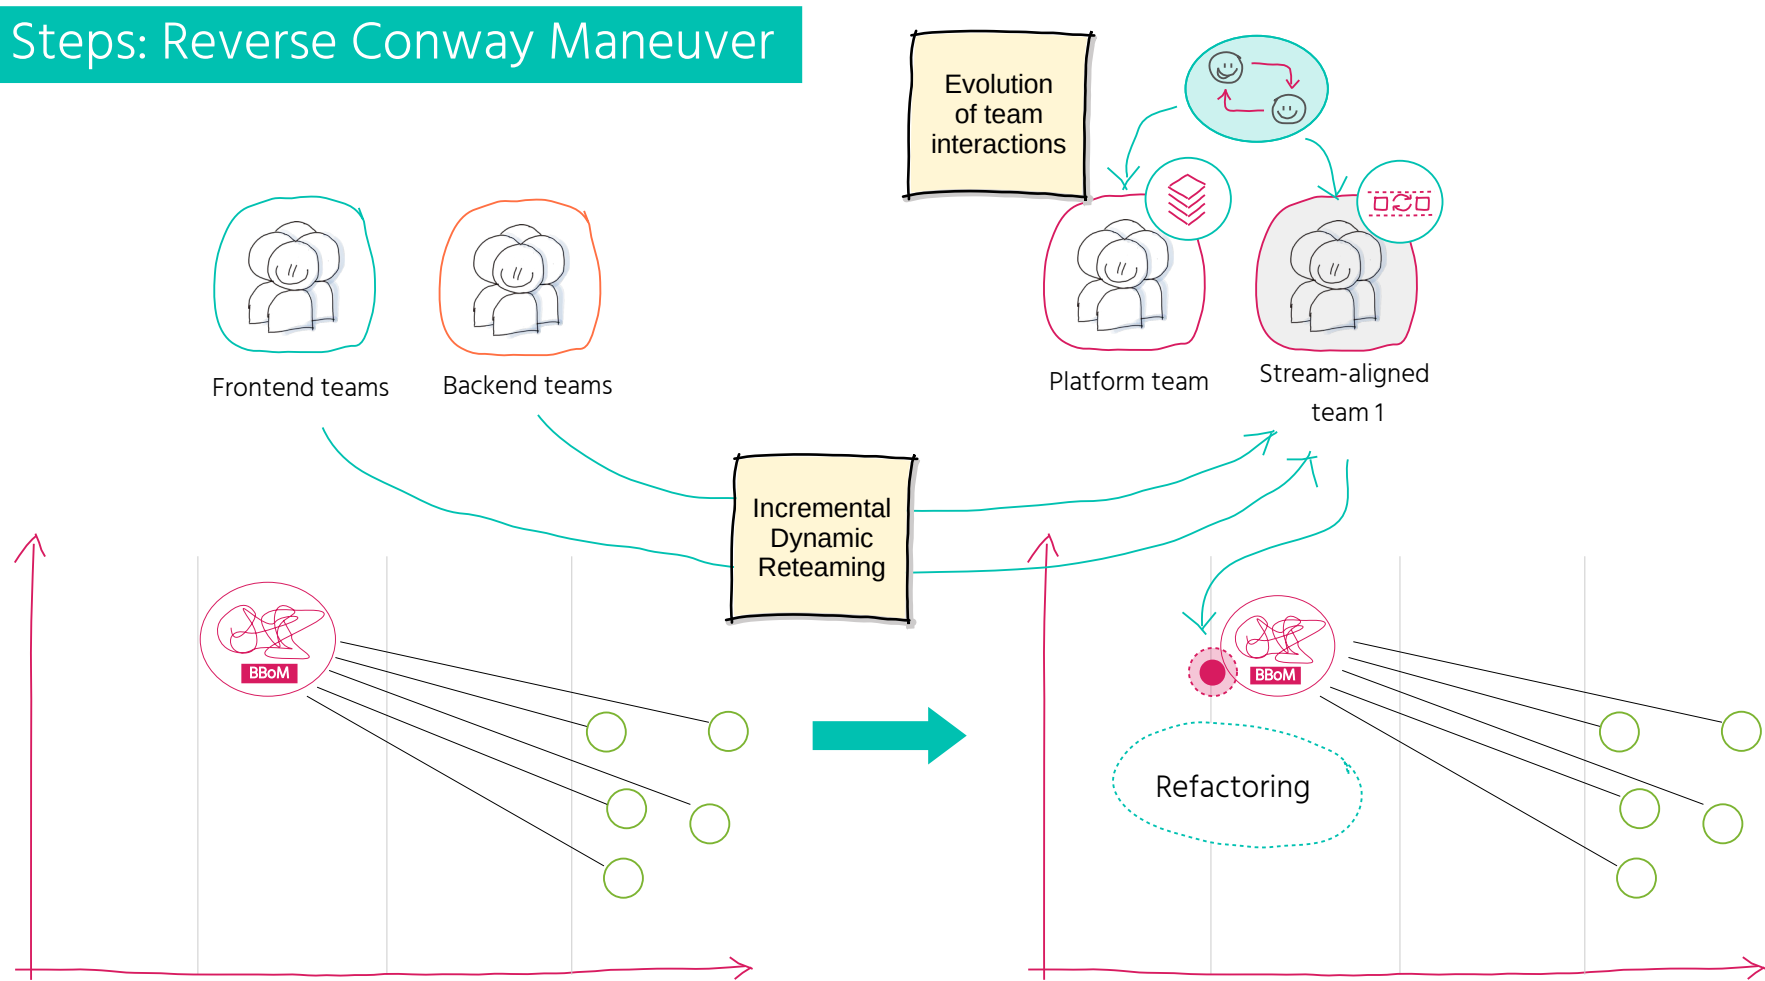 Steps: Reverse Conway Maneuver
Evolution
of team
interactions
Frontend teams
Backend teams
Platform team
Stream-aligned
team 1
Incremental
Dynamic
Reteaming
BBoM
BBoM
Refactoring